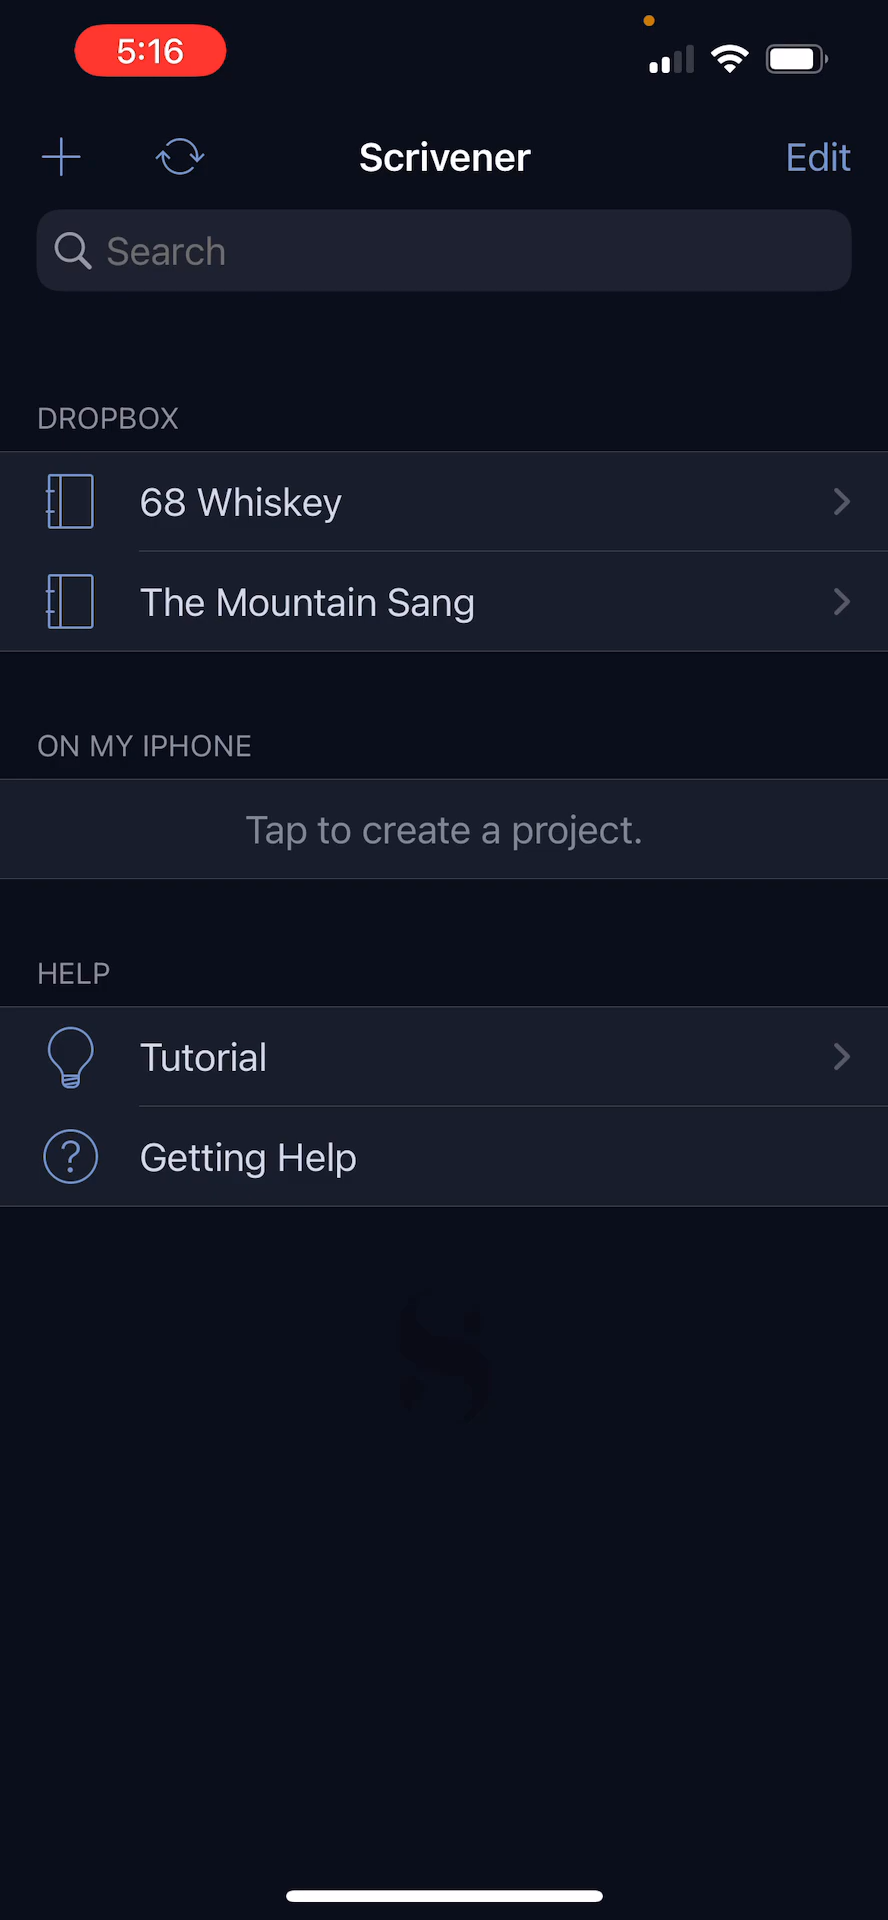 5:16
Scrivener
Edit
Search
DROPBOX
68 Whiskey
The Mountain Sang
ON MY IPHONE
Tap to create a project.
HELP
Tutorial
? Getting Help